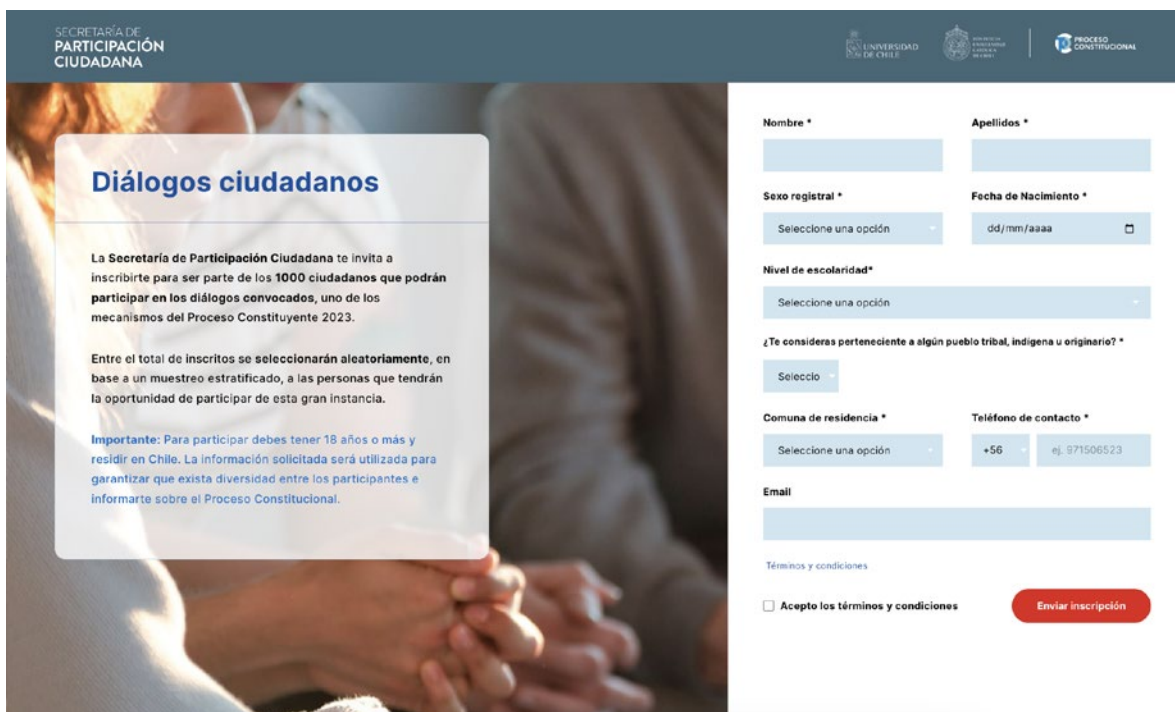 SECRETARÍA DE
PARTICIPACIÓN
CIUDADANA
UNIVERSIDAD
DE CHILE
PROCESO
CONSTITUCIONAL
Diálogos ciudadanos
La Secretaría de Participación Ciudadana te invita a
inscribirte para ser parte de los 1000 ciudadanos que podrán
participar en los diálogos convocados, uno de los
mecanismos del Proceso Constituyente 2023.
Entre el total de inscritos se seleccionarán aleatoriamente, en
base a un muestreo estratificado, a las personas que tendrán
la oportunidad de participar de esta gran instancia.
Importante: Para participar debes tener 18 años o más y
residir en Chile. La información solicitada será utilizada para
garantizar que exista diversidad entre los participantes e
informarte sobre el Proceso Constitucional.
Nombre * Apellidos *
Sexo registral * Fecha de Nacimiento *
Seleccione una opción dd/mm/aaaa
Nivel de escolaridad*
Seleccione una opción
¿Te consideras perteneciente a algún pueblo tribal, indígena u originario? *
Seleccio
Comuna de residencia * Teléfono de contacto *
Seleccione una opción +56 ej. 971506523
Email
Términos y condiciones
Acepto los términos y condiciones Enviar inscripción